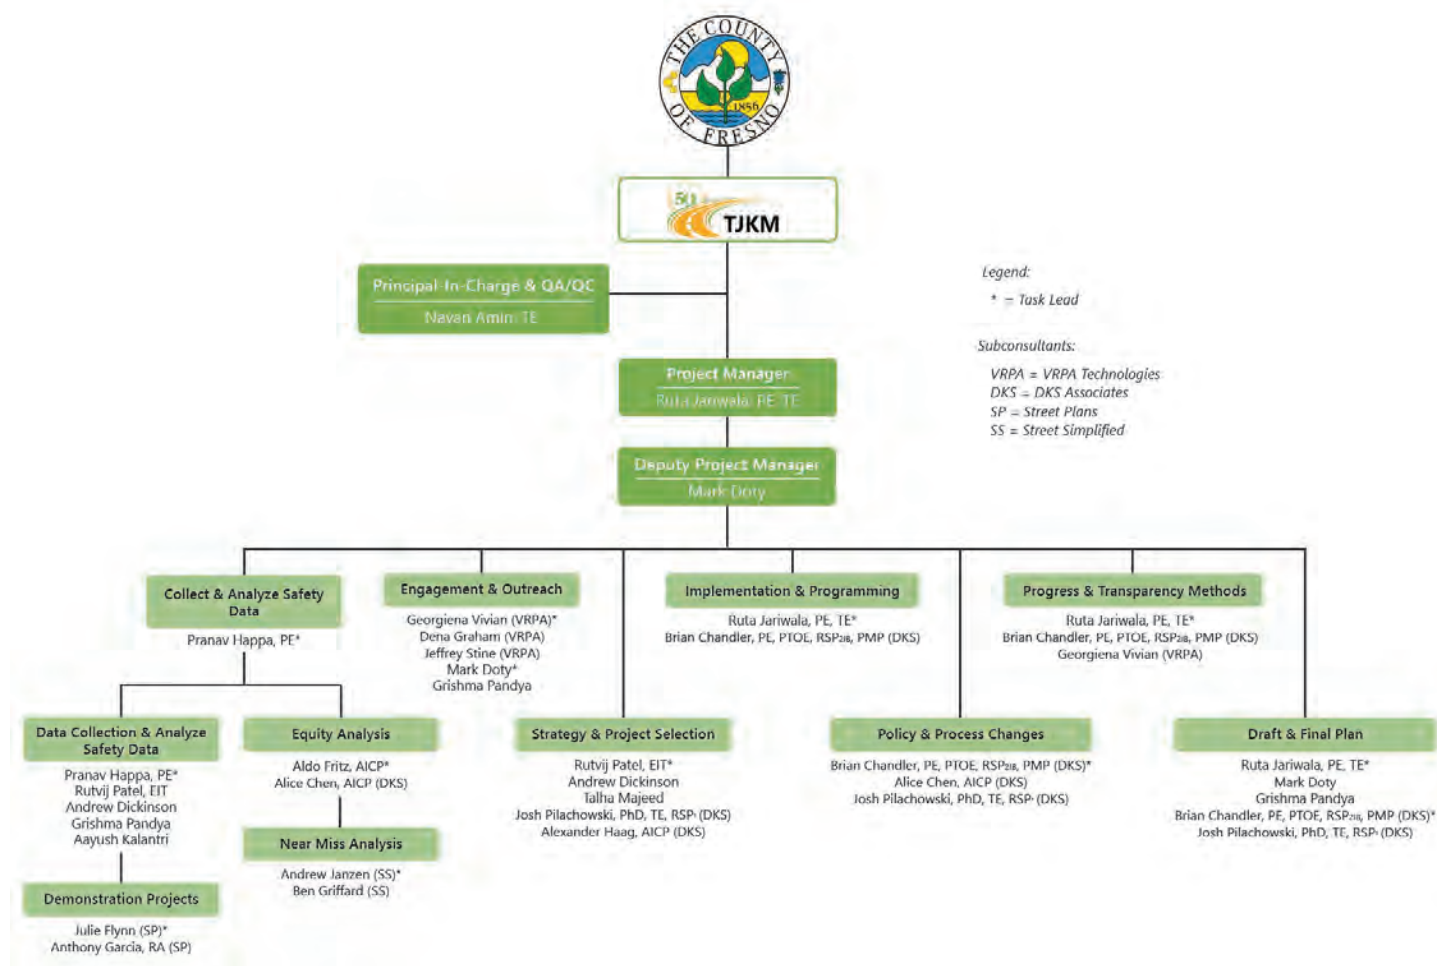 THE COUNTY
OF FRESNO
1856
50
TJKM
Principal-In-Charge & QA/QC
Navan Amin, TE
Legend:
* = Task Lead
Subconsultants:
VRPA = VRPA Technologies
DKS = DKS Associates
SP = Street Plans
SS = Street Simplified
Project Manager
Ruta Jariwala, PE, TE
Deputy Project Manager
Mark Doty
Collect & Analyze Safety
Data
Pranav Happa, PE*
Engagement & Outreach
Georgiena Vivian (VRPA)*
Dena Graham (VRPA)
Jeffrey Stine (VRPA)
Mark Doty*
Grishma Pandya
Implementation & Programming
Ruta Jariwala, PE, TE*
Brian Chandler, PE, PTOE, RSP2IB, PMP (DKS)
Progress & Transparency Methods
Ruta Jariwala, PE, TE*
Brian Chandler, PE, PTOE, RSP2IB, PMP (DKS)
Georgiena Vivian (VRPA)
Data Collection & Analyze
Safety Data
Pranav Happa, PE*
Rutvij Patel, EIT
Andrew Dickinson
Grishma Pandya
Aayush Kalantri
Equity Analysis
Aldo Fritz, AICP*
Alice Chen, AICP (DKS)
Strategy & Project Selection
Rutvij Patel, EIT*
Andrew Dickinson
Talha Majeed
Josh Pilachowski, PhD, TE, RSP1 (DKS)
Alexander Haag, AICP (DKS)
Policy & Process Changes
Brian Chandler, PE, PTOE, RSP2IB, PMP (DKS)*
Alice Chen, AICP (DKS)
Josh Pilachowski, PhD, TE, RSP1 (DKS)
Draft & Final Plan
Ruta Jariwala, PE, TE*
Mark Doty
Grishma Pandya
Brian Chandler, PE, PTOE, RSP2IB, PMP (DKS)*
Josh Pilachowski, PhD, TE, RSP1 (DKS)
Near Miss Analysis
Andrew Janzen (SS)*
Ben Griffard (SS)
Demonstration Projects
Julie Flynn (SP)*
Anthony Garcia, RA (SP)